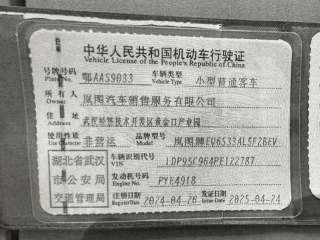 中华人民共和国机动车行驶证
Vehicle License of the People's Republic of China
号牌号码 鄂AAS9033 车辆类型 小型普通客车
Plate No. Vehicle Type
所有人 岚图汽车销售服务有限公司
Owner
住址 武汉经济技术开发区黄金口产业园
Address
使用性质 非营运 品牌型号 岚图牌EQ6533AL5F2BEV
Use Character Model
湖北省武汉 车辆识别代号 LDP95C964PE122787
市公安局 VIN
交通管理局 发动机号码 PYE4918
Engine No.
注册日期 2024-04-26 发证日期 2025-04-24
Register Date Issue Date